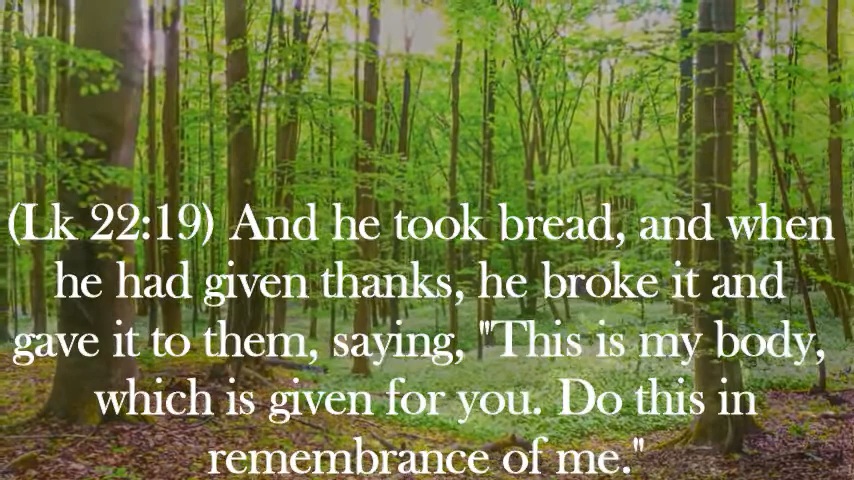 (Lk 22:19) And he took bread, and when
he had given thanks, he broke it and
gave it to them, saying, "This is my body,
which is given for you. Do this in
remembrance of me."